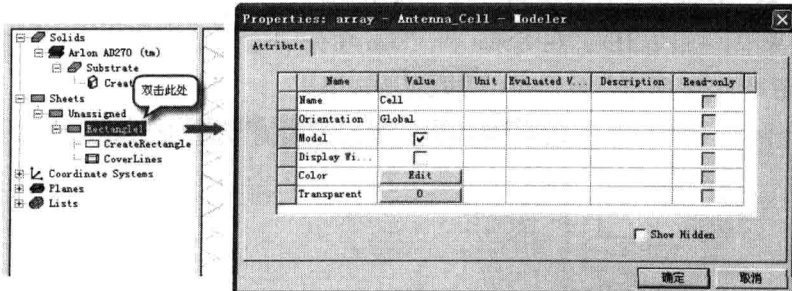 Solids
Arlon AD270 (tm)
Substrate
Creat
双击此处
Sheets
Unassigned
Rectangle1
CreateRectangle
CoverLines
Coordinate Systems
Planes
Lists
Properties: array - Antenna_Cell - Modeler
Attribute
Name Value Unit Evaluated V... Description Read-only
Name Cell
Orientation Global
Model
Display Wi...
Color Edit
Transparent 0
Show Hidden
确定 取消